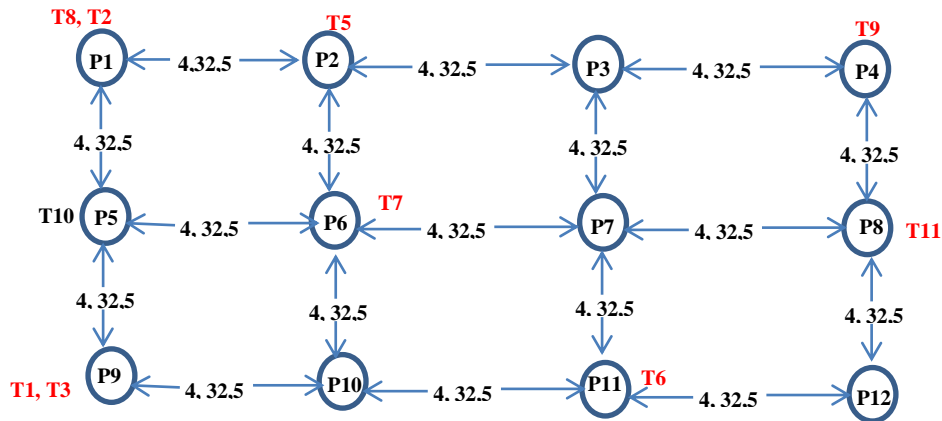 T8, T2 T5 T9
P1 4, 32,5 P2 4, 32,5 P3 4, 32,5 P4
4, 32,5 4, 32,5 4, 32,5 4, 32,5
T10 P5 4, 32,5 P6 T7 4, 32,5 P7 4, 32,5 P8 T11
4, 32,5 4, 32,5 4, 32,5 4, 32,5
T1, T3 P9 4, 32,5 P10 4, 32,5 P11 T6 4, 32,5 P12